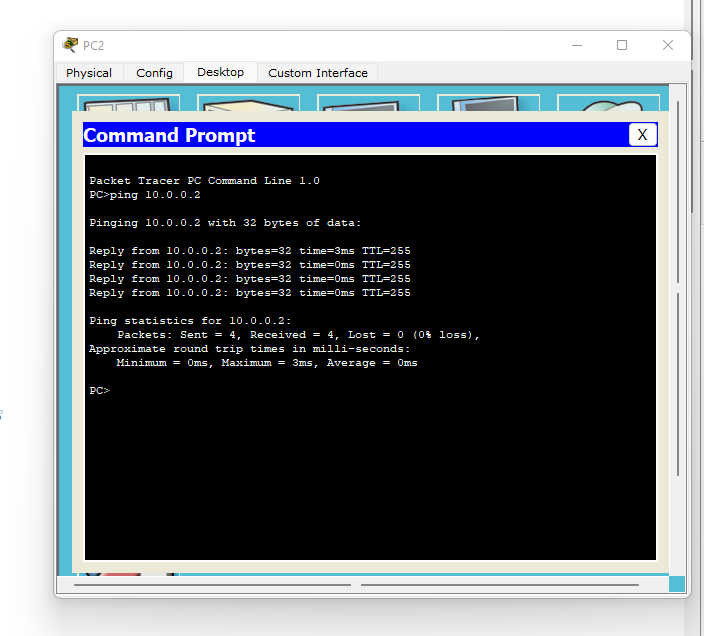 PC2
Physical Config Desktop Custom Interface
Command Prompt X
Packet Tracer PC Command Line 1.0
PC>ping 10.0.0.2
Pinging 10.0.0.2 with 32 bytes of data:
Reply from 10.0.0.2: bytes=32 time=3ms TTL=255
Reply from 10.0.0.2: bytes=32 time=0ms TTL=255
Reply from 10.0.0.2: bytes=32 time=0ms TTL=255
Reply from 10.0.0.2: bytes=32 time=0ms TTL=255
Ping statistics for 10.0.0.2:
Packets: Sent = 4, Received = 4, Lost = 0 (0% loss),
Approximate round trip times in milli-seconds:
Minimum = 0ms, Maximum = 3ms, Average = 0ms
PC>